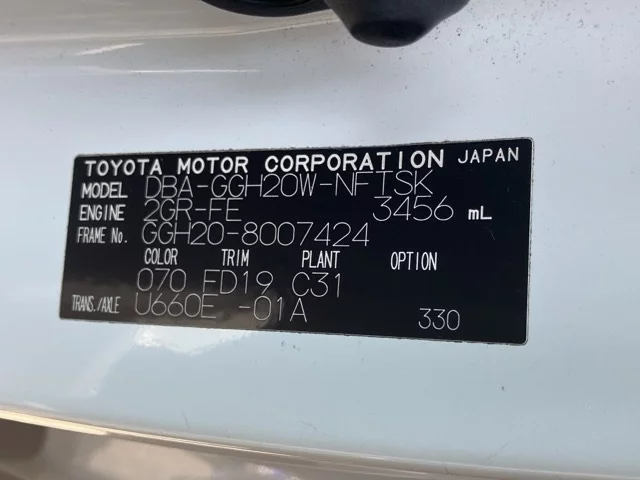 TOYOTA MOTOR CORPORATION JAPAN
MODEL DBA-GGH20W-NFTSK
ENGINE 2GR-FE 3456 mL
FRAME No. GGH20-8007424
COLOR TRIM PLANT OPTION
070 FD19 C31
TRANS./AXLE U660E -01A 330